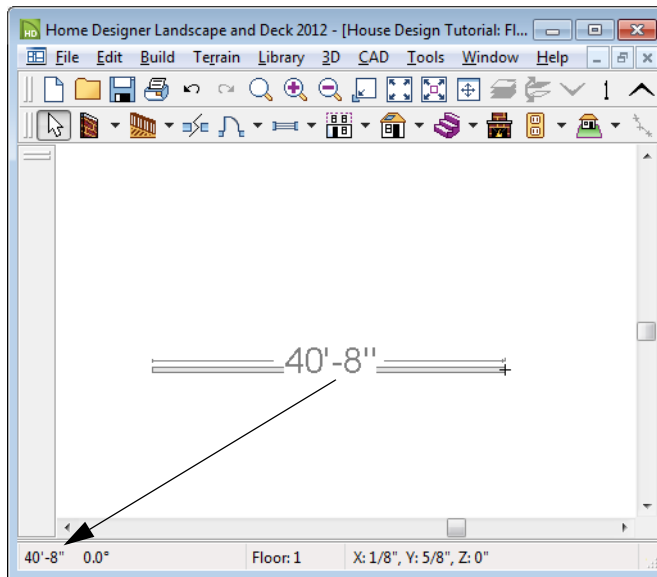 Home Designer Landscape and Deck 2012 - [House Design Tutorial: Fl...
File Edit Build Terrain Library 3D CAD Tools Window Help
1
40'-8"
40'-8" 0.0° Floor: 1 X: 1/8", Y: 5/8", Z: 0"